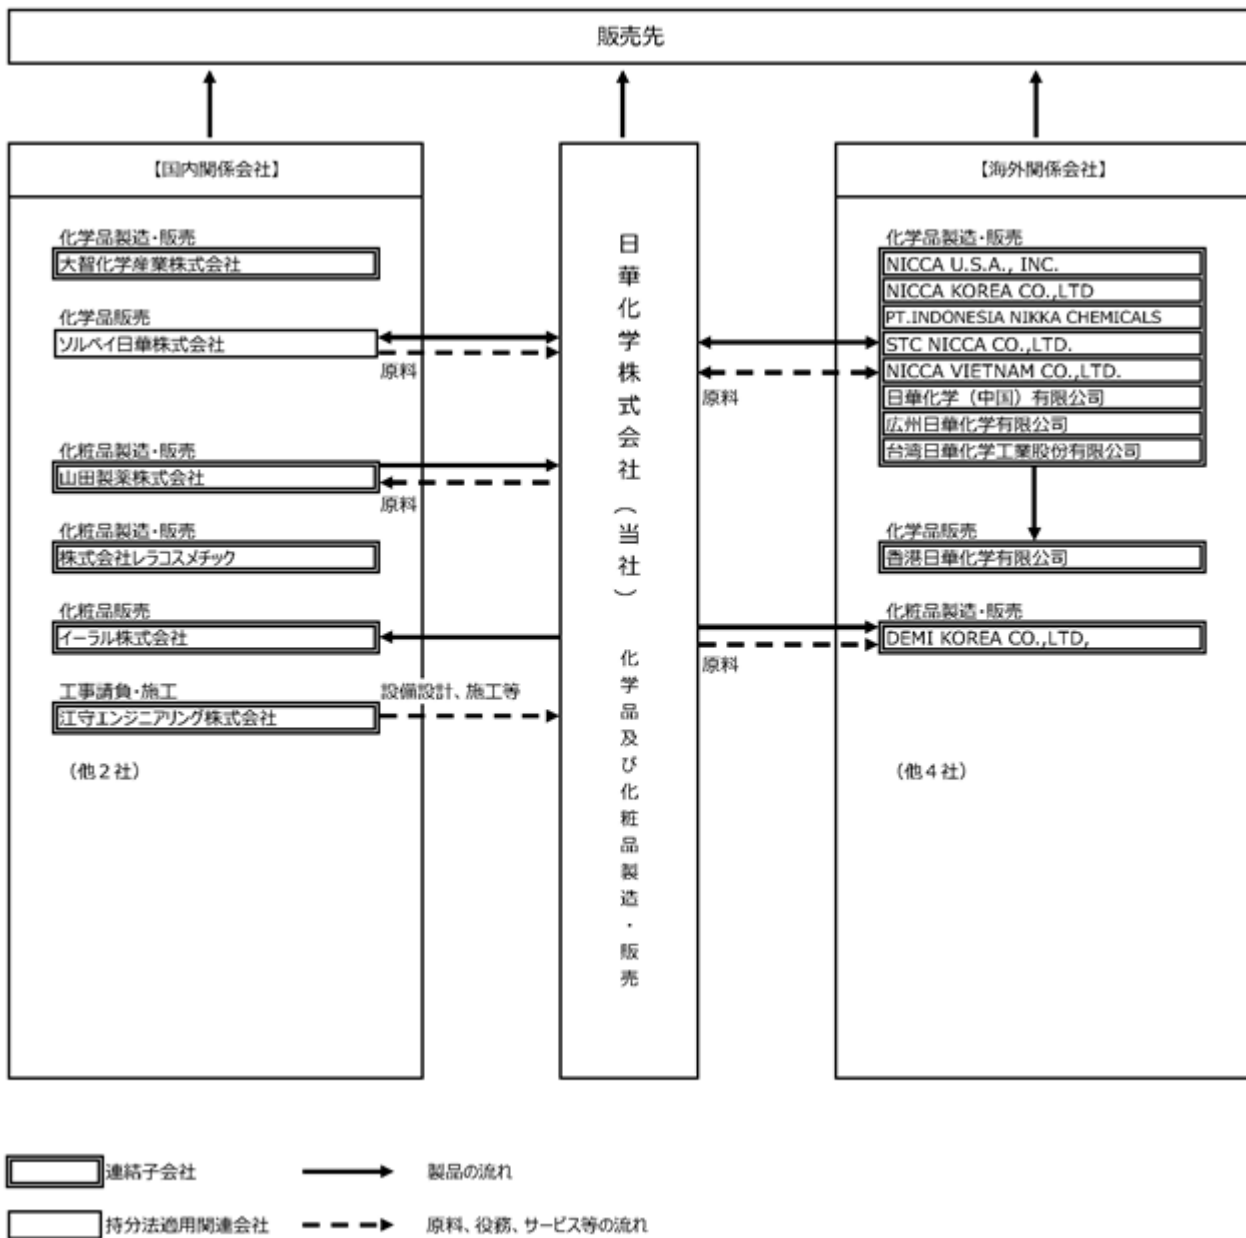 販売先
【国内関係会社】
化学品製造・販売
大智化学産業株式会社
化学品販売
ソルベイ日華株式会社
原料
化粧品製造・販売
山田製薬株式会社
原料
化粧品製造・販売
株式会社レラコスメチック
化粧品販売
イーラル株式会社
工事請負・施工
設備設計、施工等
江守エンジニアリング株式会社
（他２社）
日華化学株式会社（当社）
化学品及び化粧品製造・販売
【海外関係会社】
化学品製造・販売
NICCA U.S.A., INC.
NICCA KOREA CO.,LTD
PT.INDONESIA NIKKA CHEMICALS
STC NICCA CO.,LTD.
NICCA VIETNAM CO.,LTD.
原料
日華化学（中国）有限公司
広州日華化学有限公司
台湾日華化学工業股份有限公司
化学品販売
香港日華化学有限公司
化粧品製造・販売
DEMI KOREA CO.,LTD,
原料
（他４社）
連結子会社
製品の流れ
持分法適用関連会社
原料、役務、サービス等の流れ